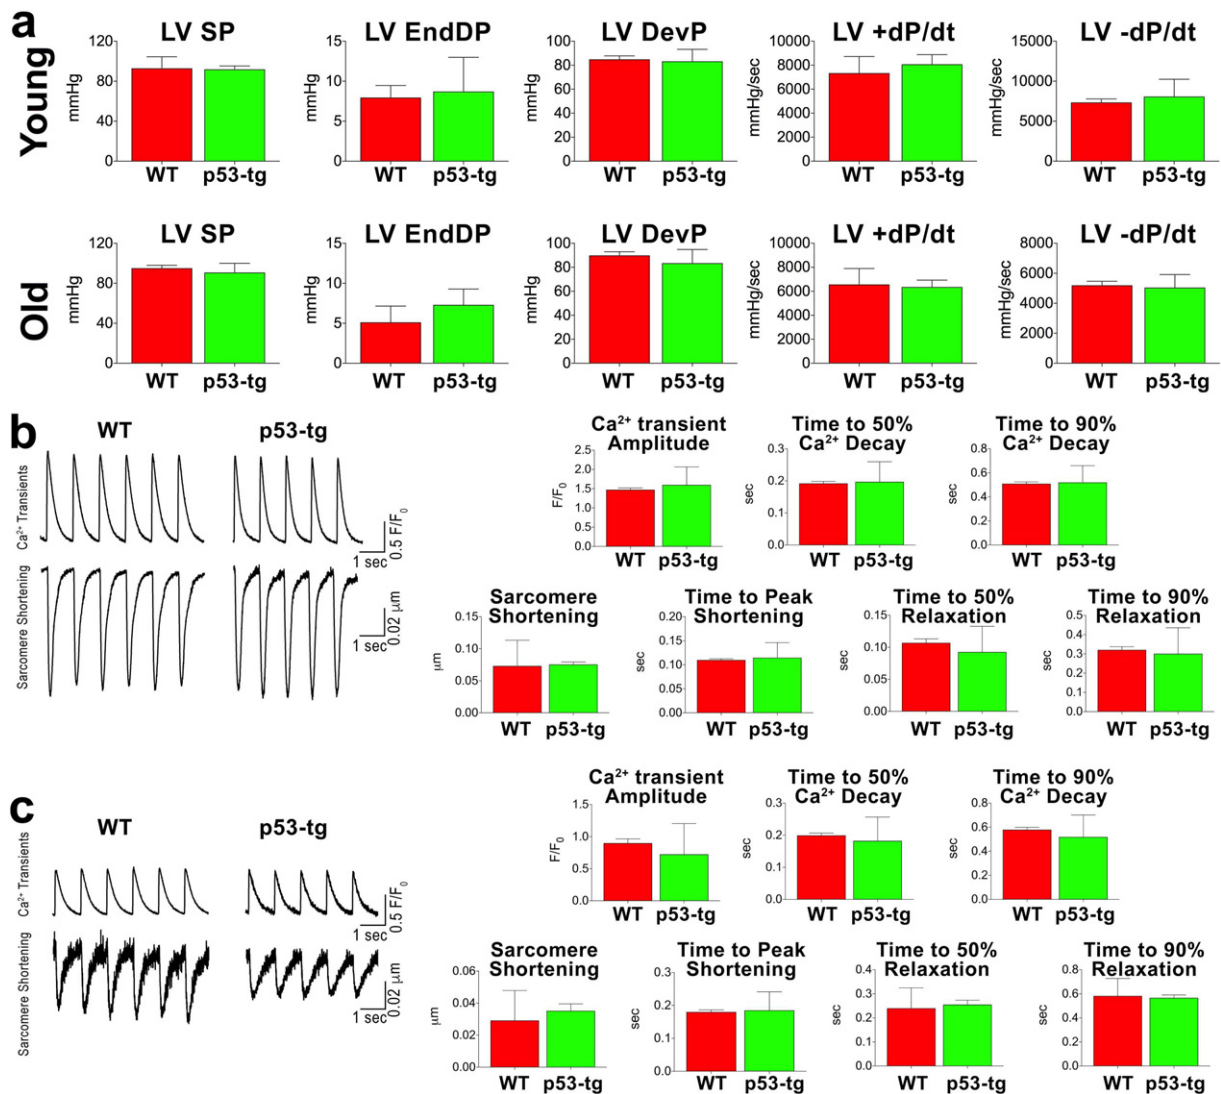 a
Young
LV SP
mmHg
120
80
40
0
WT p53-tg
LV EndDP
mmHg
15
10
5
0
WT p53-tg
LV DevP
mmHg
100
80
60
40
20
0
WT p53-tg
LV +dP/dt
mmHg/sec
10000
8000
6000
4000
2000
0
WT p53-tg
LV -dP/dt
mmHg/sec
15000
10000
5000
0
WT p53-tg
Old
LV SP
mmHg
120
80
40
0
WT p53-tg
LV EndDP
mmHg
15
10
5
0
WT p53-tg
LV DevP
mmHg
100
80
60
40
20
0
WT p53-tg
LV +dP/dt
mmHg/sec
10000
8000
6000
4000
2000
0
WT p53-tg
LV -dP/dt
mmHg/sec
8000
6000
4000
2000
0
WT p53-tg
b
WT p53-tg
Ca²⁺ Transients
1 sec
0.5 F/F₀
Sarcomere Shortening
1 sec
0.02 µm
Ca²⁺ transient
Amplitude
F/F₀
2.5
2.0
1.5
1.0
0.5
0.0
WT p53-tg
Time to 50%
Ca²⁺ Decay
sec
0.3
0.2
0.1
0.0
WT p53-tg
Time to 90%
Ca²⁺ Decay
sec
0.8
0.6
0.4
0.2
0.0
WT p53-tg
Sarcomere
Shortening
µm
0.15
0.10
0.05
0.00
WT p53-tg
Time to Peak
Shortening
sec
0.20
0.15
0.10
0.05
0.00
WT p53-tg
Time to 50%
Relaxation
sec
0.15
0.10
0.05
0.00
WT p53-tg
Time to 90%
Relaxation
sec
0.5
0.4
0.3
0.2
0.1
0.0
WT p53-tg
c
WT p53-tg
Ca²⁺ Transients
1 sec
0.5 F/F₀
Sarcomere Shortening
1 sec
0.02 µm
Ca²⁺ transient
Amplitude
F/F₀
1.5
1.0
0.5
0.0
WT p53-tg
Time to 50%
Ca²⁺ Decay
sec
0.3
0.2
0.1
0.0
WT p53-tg
Time to 90%
Ca²⁺ Decay
sec
0.8
0.6
0.4
0.2
0.0
WT p53-tg
Sarcomere
Shortening
µm
0.06
0.04
0.02
0.00
WT p53-tg
Time to Peak
Shortening
sec
0.3
0.2
0.1
0.0
WT p53-tg
Time to 50%
Relaxation
sec
0.4
0.3
0.2
0.1
0.0
WT p53-tg
Time to 90%
Relaxation
sec
0.8
0.6
0.4
0.2
0.0
WT p53-tg